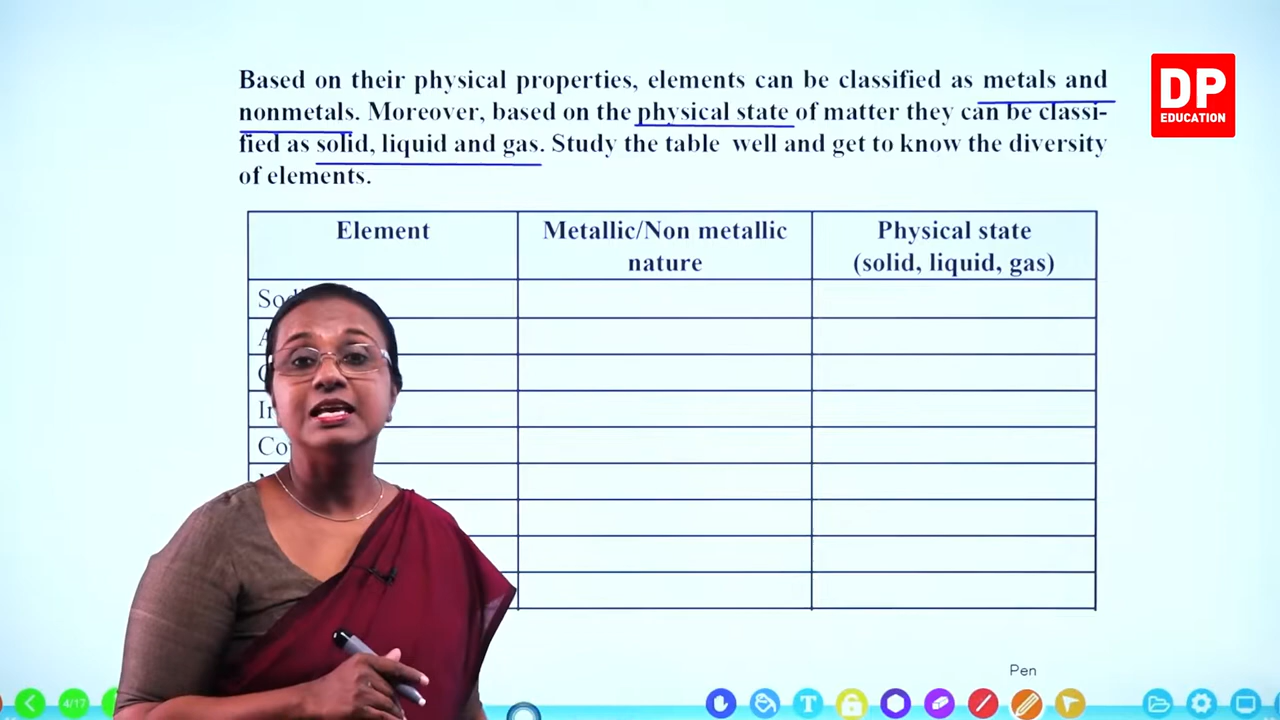 DP
EDUCATION
Based on their physical properties, elements can be classified as metals and
nonmetals. Moreover, based on the physical state of matter they can be classi-
fied as solid, liquid and gas. Study the table well and get to know the diversity
of elements.
Element
Metallic/Non metallic
nature
Physical state
(solid, liquid, gas)
Pen
4/17
T